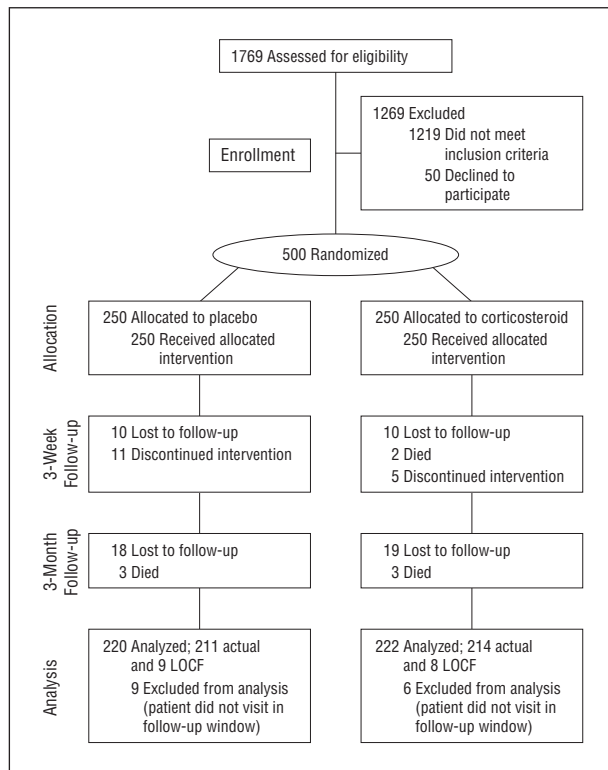 1769 Assessed for eligibility
1269 Excluded
1219 Did not meet
inclusion criteria
50 Declined to
participate
Enrollment
500 Randomized
Allocation
250 Allocated to placebo
250 Received allocated
intervention
250 Allocated to corticosteroid
250 Received allocated
intervention
3-Week
Follow-up
10 Lost to follow-up
11 Discontinued intervention
10 Lost to follow-up
2 Died
5 Discontinued intervention
3-Month
Follow-up
18 Lost to follow-up
3 Died
19 Lost to follow-up
3 Died
Analysis
220 Analyzed; 211 actual
and 9 LOCF
9 Excluded from analysis
(patient did not visit in
follow-up window)
222 Analyzed; 214 actual
and 8 LOCF
6 Excluded from analysis
(patient did not visit in
follow-up window)